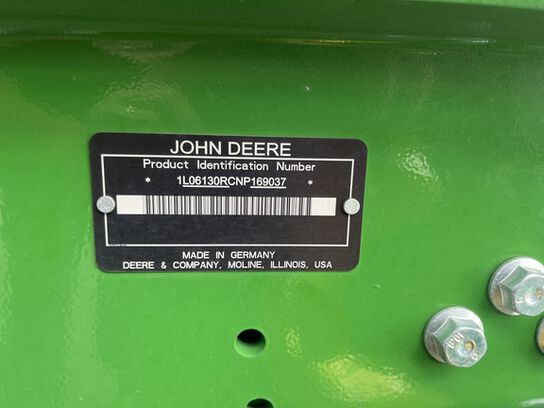 JOHN DEERE
Product Identification Number
* 1L06130RCNP169037 *
MADE IN GERMANY
DEERE & COMPANY, MOLINE, ILLINOIS, USA